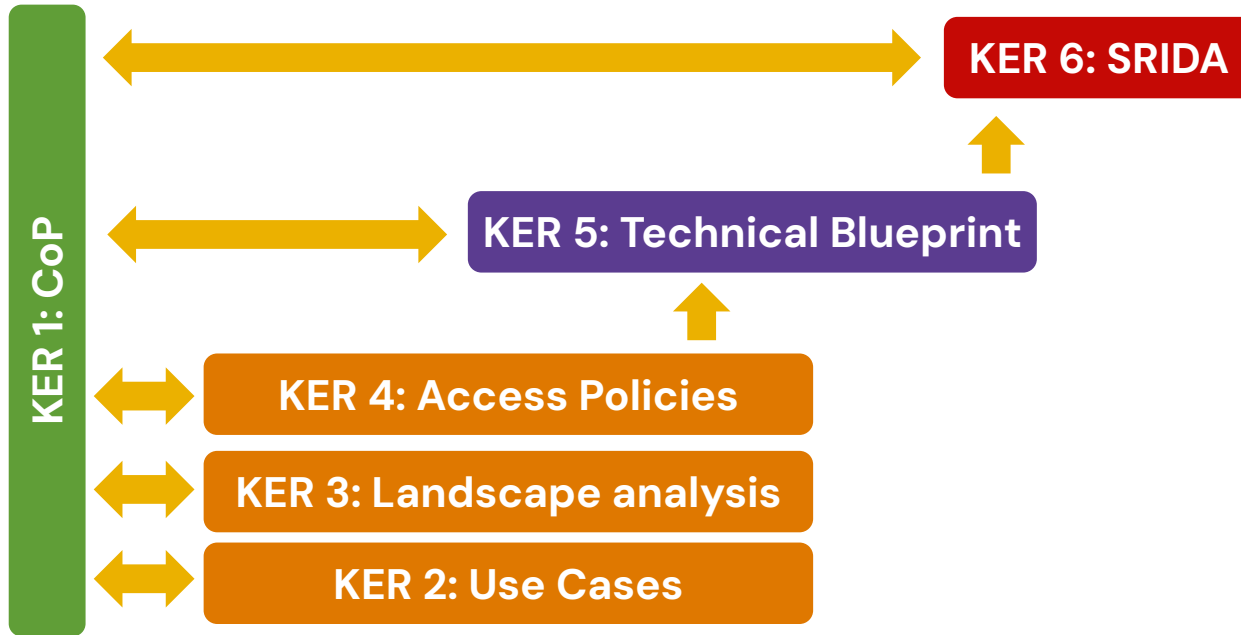 KER 6: SRIDA
KER 5: Technical Blueprint
KER 1: CoP
KER 4: Access Policies
KER 3: Landscape analysis
KER 2: Use Cases